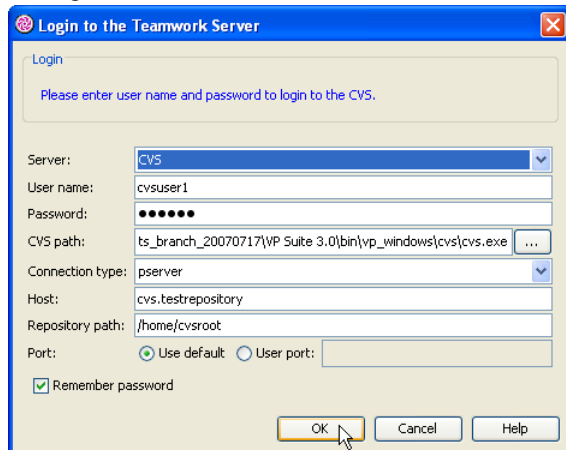 Login to the Teamwork Server
Login
Please enter user name and password to login to the CVS.
Server: CVS
User name: cvsuser1
Password: ●●●●●●
CVS path: ts_branch_20070717\VP Suite 3.0\bin\vp_windows\cvs\cvs.exe ...
Connection type: pserver
Host: cvs.testrepository
Repository path: /home/cvsroot
Port: Use default User port:
Remember password
OK Cancel Help